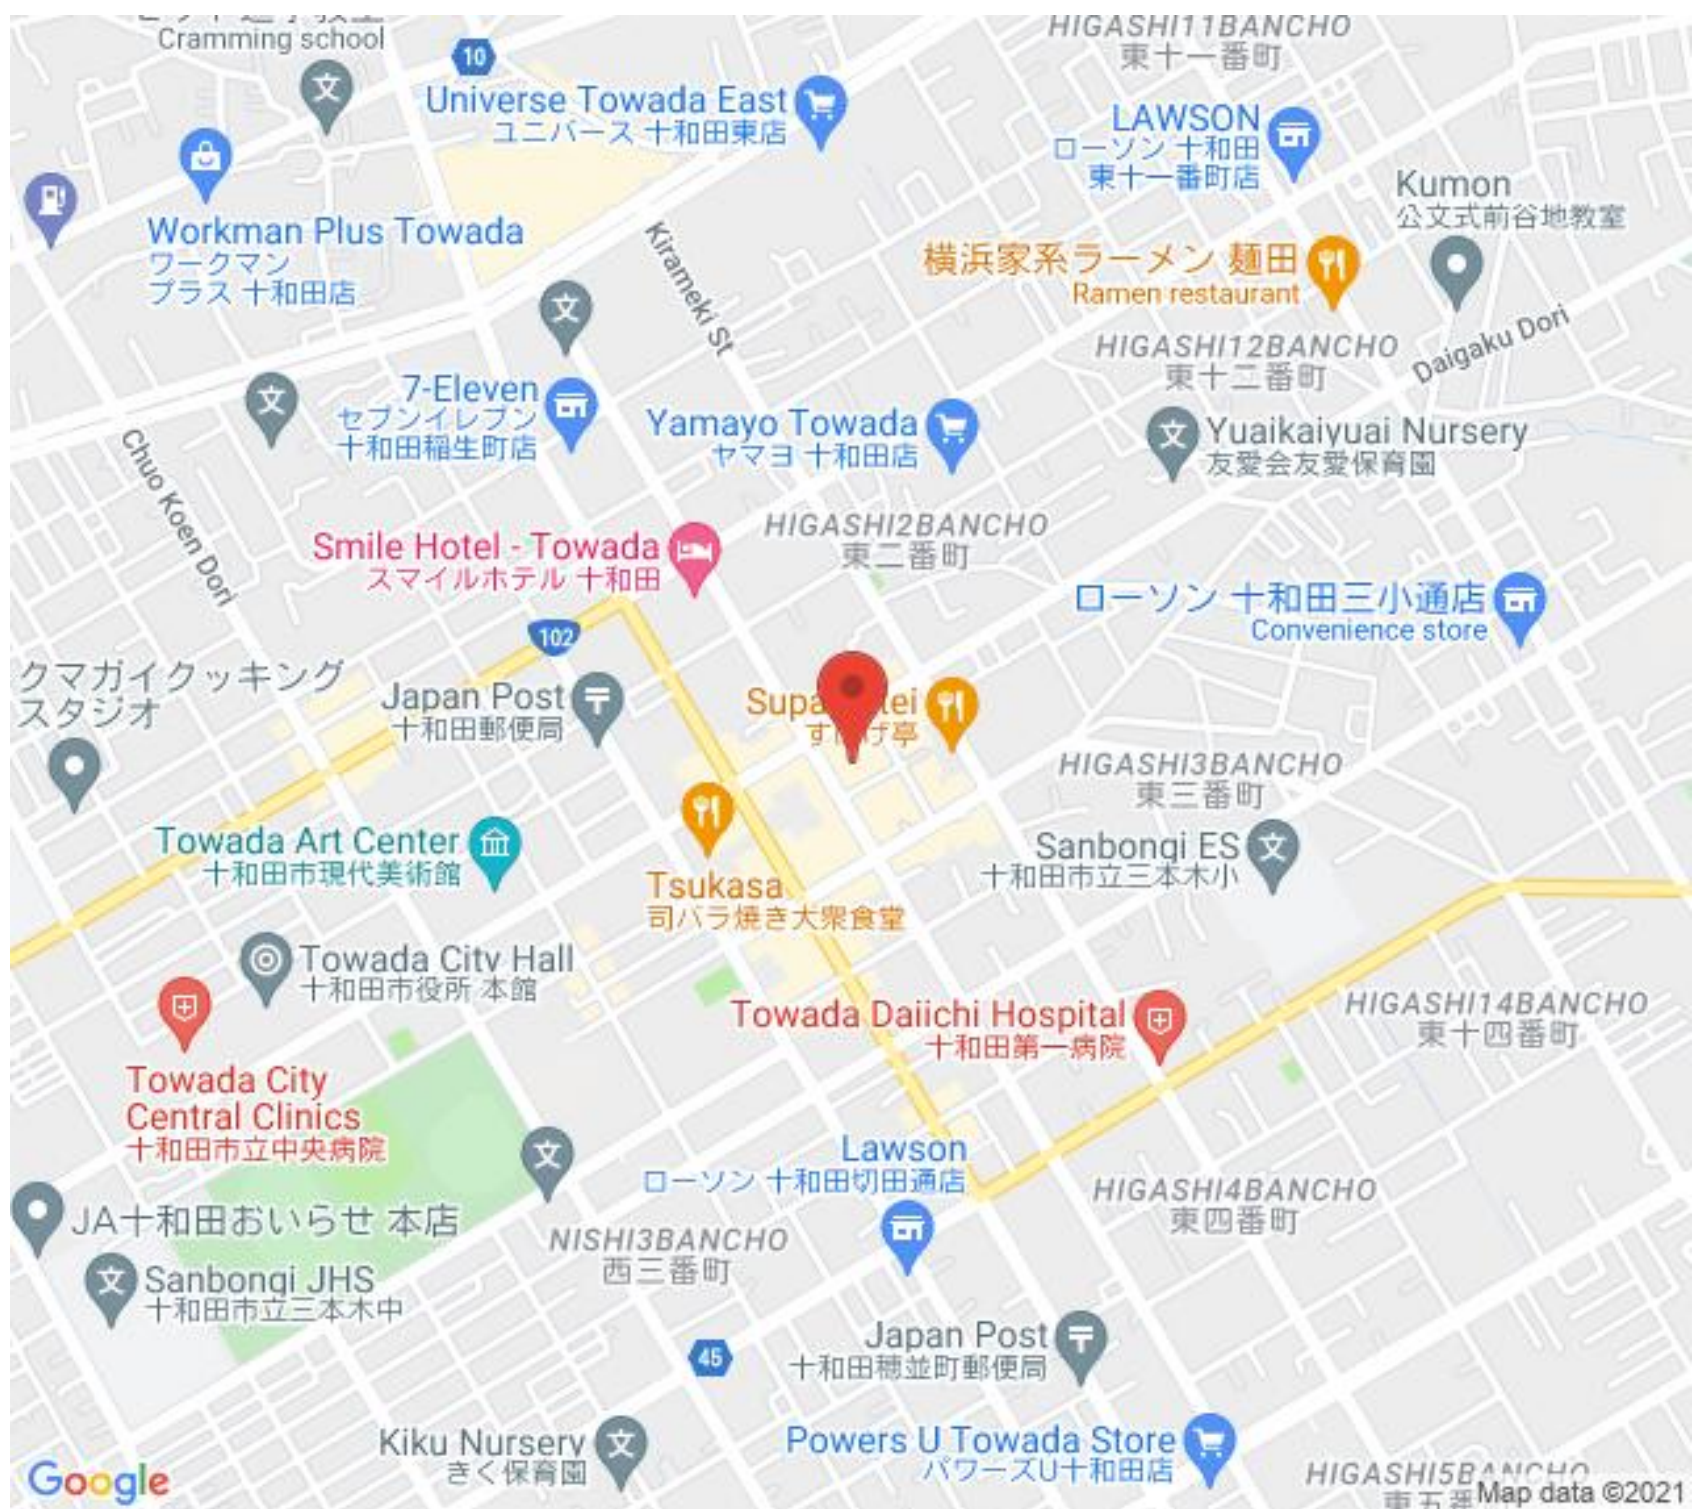 Cramming school
HIGASHI11BANCHO
東十一番町
10
Universe Towada East
ユニバース 十和田東店
LAWSON
ローソン 十和田
東十一番町店
Kumon
公文式前谷地教室
Workman Plus Towada
ワークマン
プラス 十和田店
Kirameki St
横浜家系ラーメン 麺田
Ramen restaurant
HIGASHI12BANCHO
東十二番町
Daigaku Dori
7-Eleven
セブンイレブン
十和田稲生町店
Yamayo Towada
ヤマヨ 十和田店
Yuaikaiyuai Nursery
友愛会友愛保育園
Chuo Koen Dori
HIGASHI2BANCHO
東二番町
Smile Hotel - Towada
スマイルホテル 十和田
ローソン 十和田三小通店
Convenience store
102
クマガイクッキング
スタジオ
Japan Post
十和田郵便局
HIGASHI3BANCHO
東三番町
Towada Art Center
十和田市現代美術館
Sanbongi ES
十和田市立三本木小
Tsukasa
司バラ焼き大衆食堂
Towada City Hall
十和田市役所 本館
Towada Daiichi Hospital
十和田第一病院
HIGASHI14BANCHO
東十四番町
Towada City
Central Clinics
十和田市立中央病院
Lawson
ローソン 十和田切田通店
HIGASHI4BANCHO
東四番町
JA十和田おいらせ 本店
NISHI3BANCHO
西三番町
Sanbongi JHS
十和田市立三本木中
Japan Post
十和田穂並町郵便局
45
Kiku Nursery
きく保育園
Powers U Towada Store
パワーズU十和田店
HIGASHI5BANCHO
Google
Map data ©2021